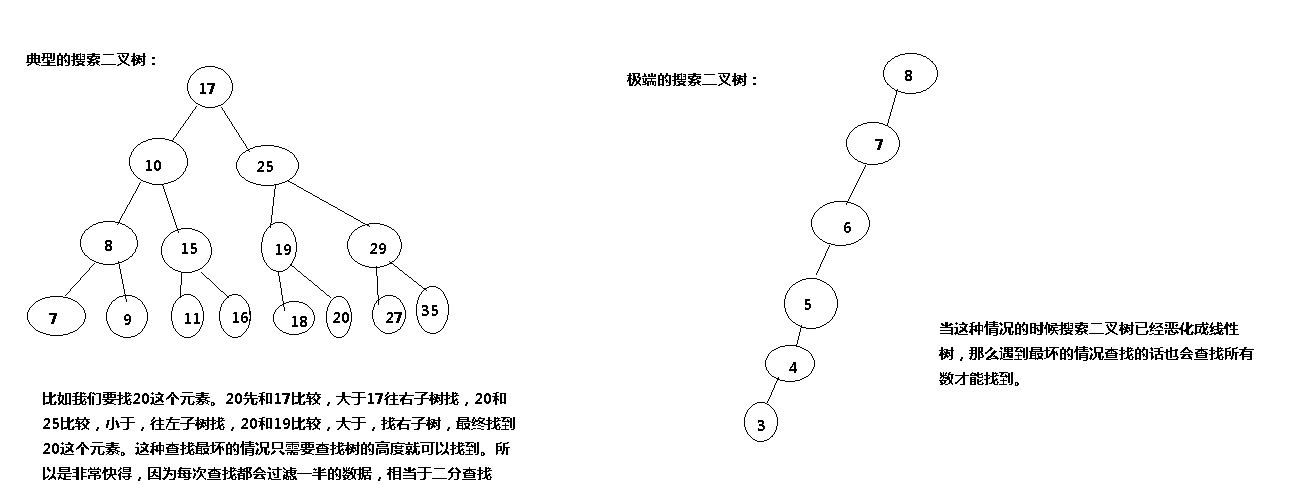 典型的搜索二叉树：
17
10
25
8
15
19
29
7
9
11
16
18
20
27
35
比如我们要找20这个元素。20先和17比较，大于17往右子树找，20和
25比较，小于，往左子树找，20和19比较，大于，找右子树，最终找到
20这个元素。这种查找最坏的情况只需要查找树的高度就可以找到。所
以是非常快得，因为每次查找都会过滤一半的数据，相当于二分查找
极端的搜索二叉树：
8
7
6
5
4
3
当这种情况的时候搜索二叉树已经恶化成线性
树，那么遇到最坏的情况查找的话也会查找所有
数才能找到。